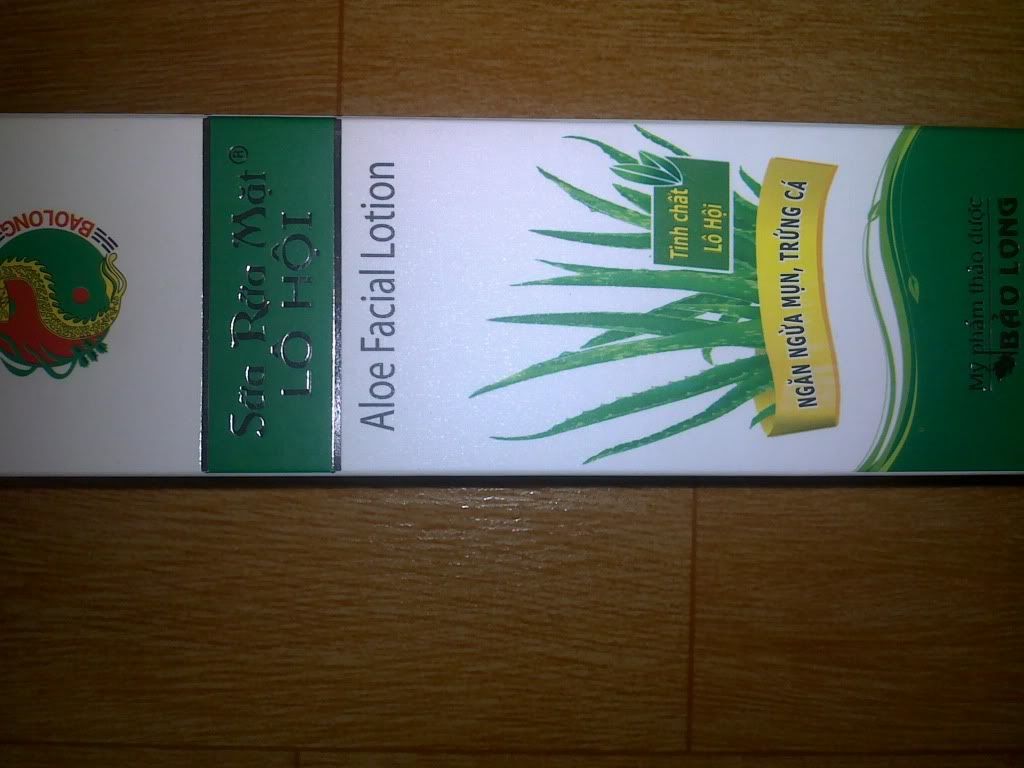 BAOLONG
Sữa Rửa Mặt®
LÔ HỘI
Aloe Facial Lotion
Tinh chất
Lô Hội
NGĂN NGỪA MỤN, TRỨNG CÁ
Mỹ phẩm thảo dược
BẢO LONG